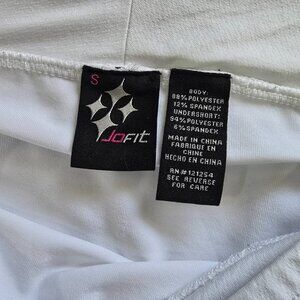 S
JOFIT.
BODY:
88% POLYESTER
12% SPANDEX
UNDERSHORT:
94% POLYESTER
6% SPANDEX
MADE IN CHINA
FABRIQUE EN
CHINE
HECHO EN CHINA
RN#121254
SEE REVERSE
FOR CARE